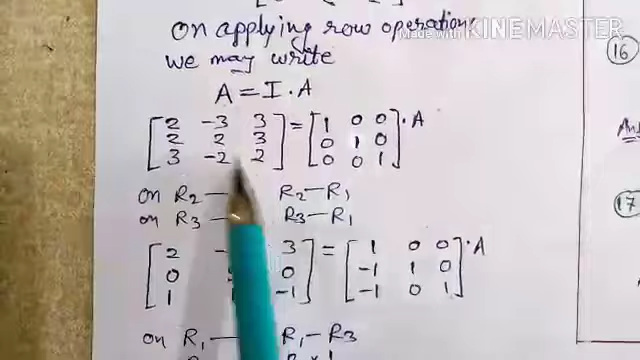 On applying row operations
we may write
Made with KINEMASTER
A = I . A
[2 -3 3] = [1 0 0] . A
[2 2 3] [0 1 0]
[3 -2 2] [0 0 1]
on R2 — R2 — R1
on R3 — R3 — R1
[2 - 3] = [1 0 0] . A
[0 0] [-1 1 0]
[1 -1] [-1 0 1]
on R1 — R1 — R3
16
Ans
17